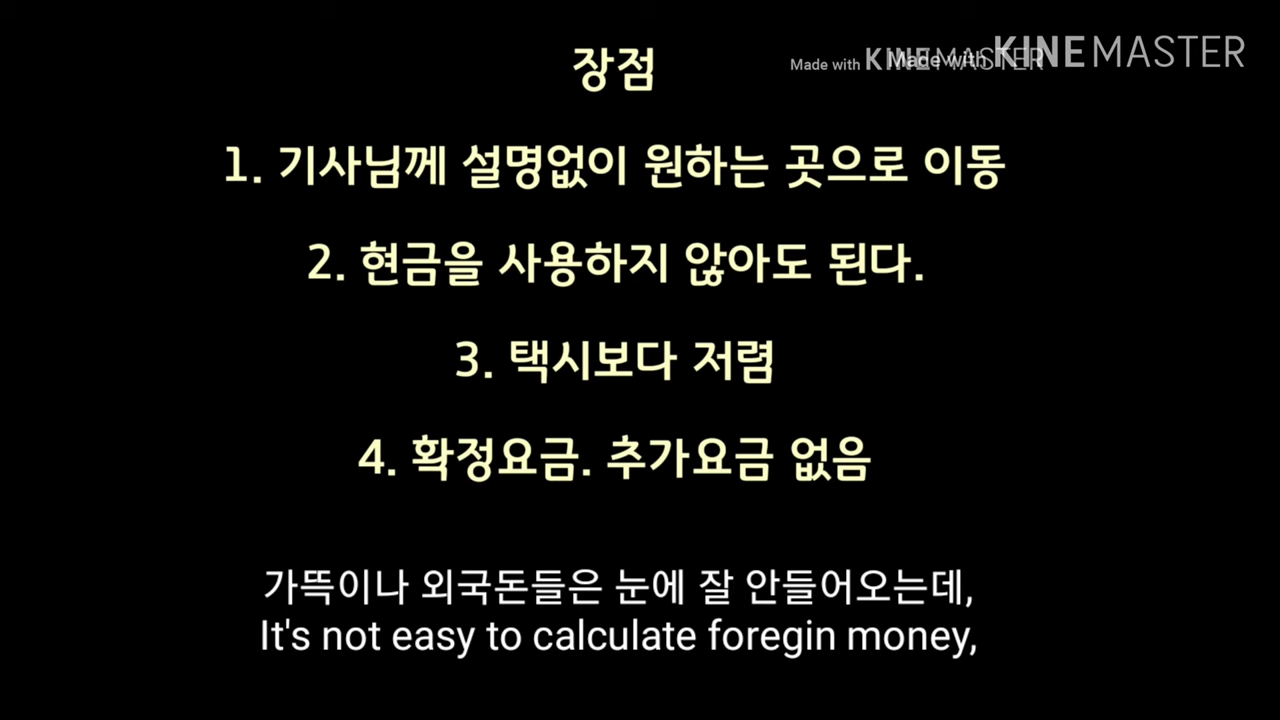 장점
Made with KINEMASTER
Made with KINEMASTER
1. 기사님께 설명없이 원하는 곳으로 이동
2. 현금을 사용하지 않아도 된다.
3. 택시보다 저렴
4. 확정요금. 추가요금 없음
가뜩이나 외국돈들은 눈에 잘 안들어오는데,
It's not easy to calculate foregin money,